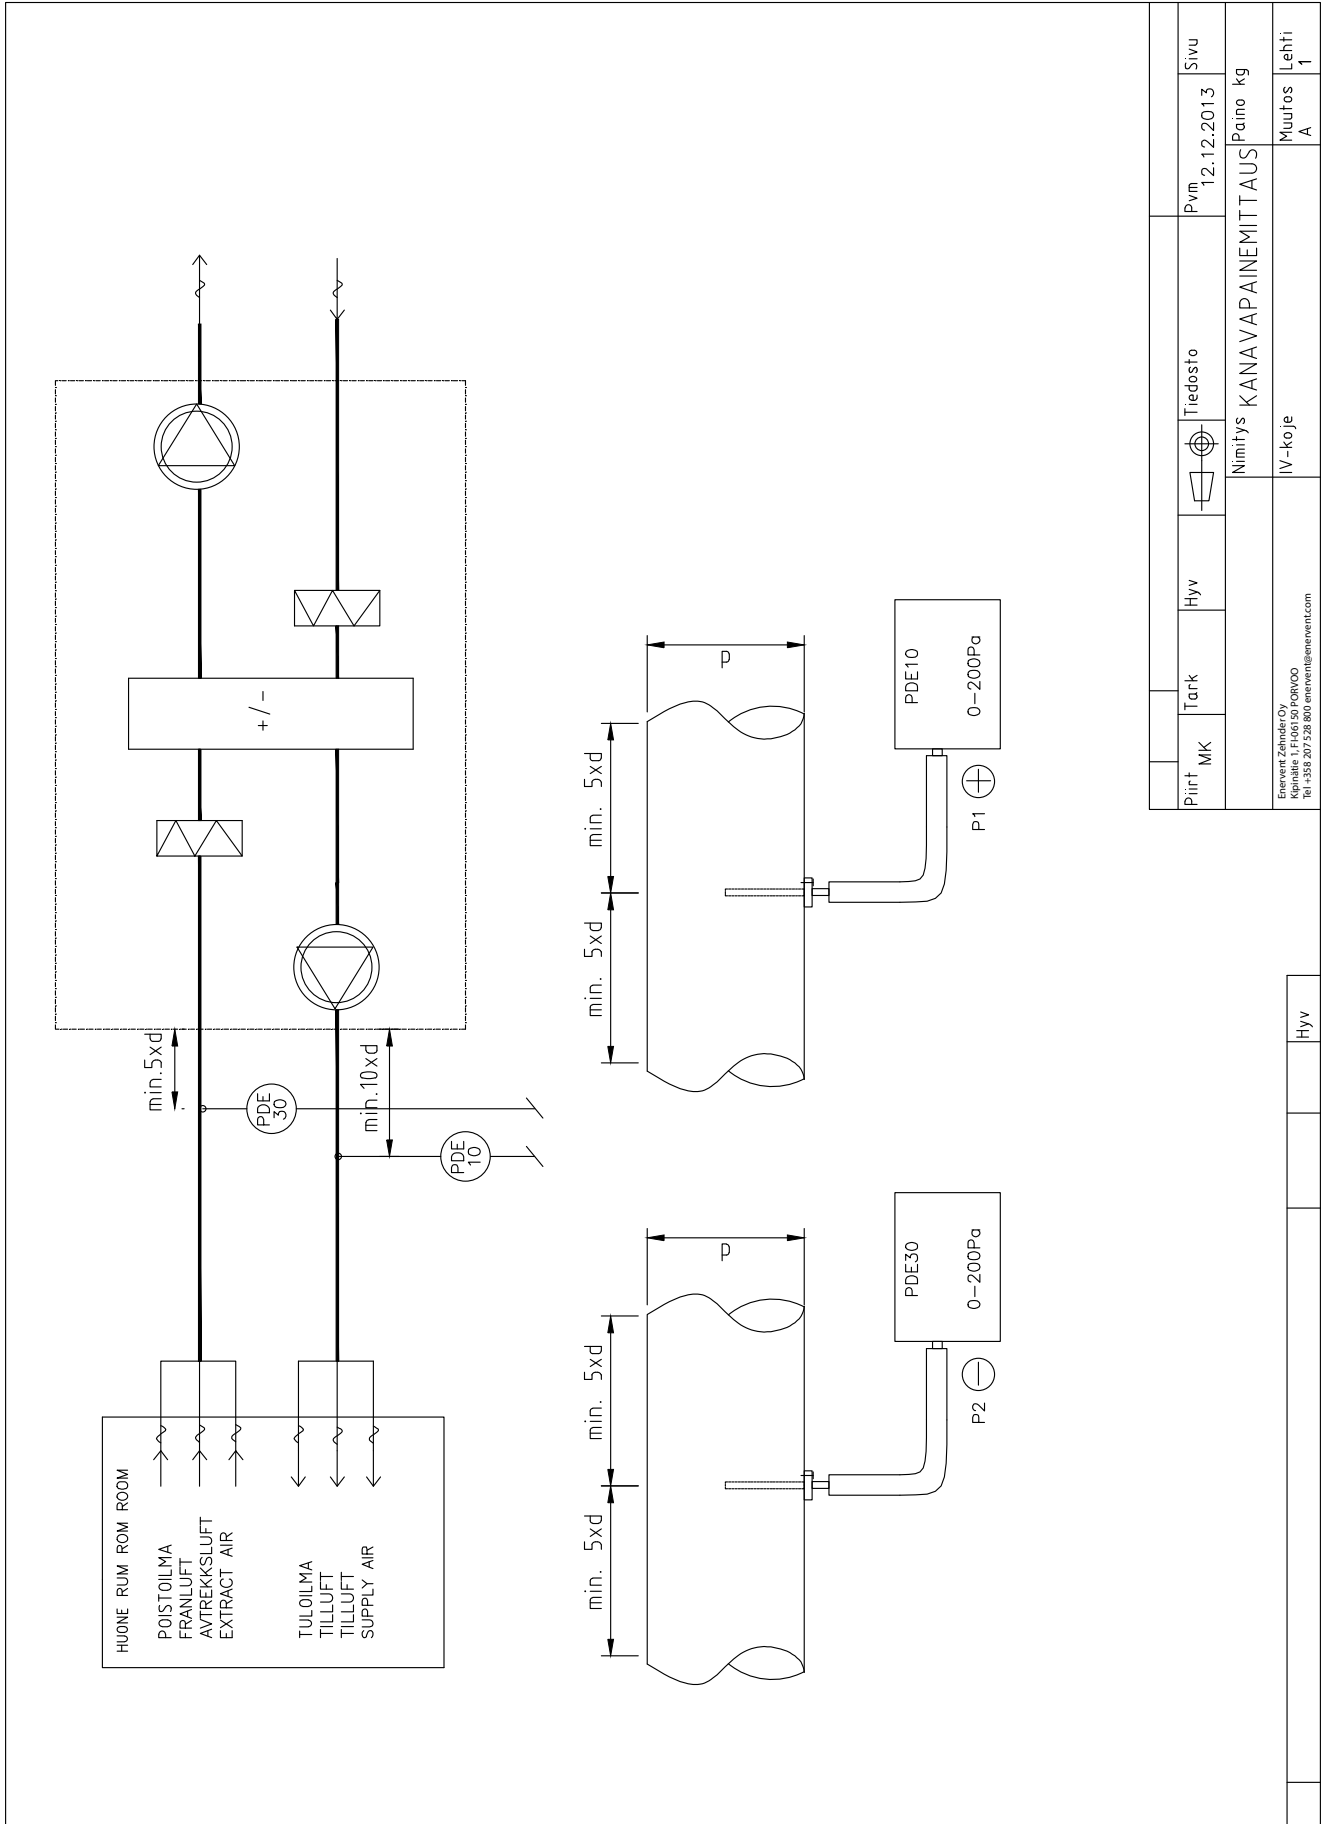 HUONE RUM ROM ROOM
POISTOILMA
FRANLUFT
AVTREKKSLUFT
EXTRACT AIR
TULOILMA
TILLUFT
TILLUFT
SUPPLY AIR
min.5xd
PDE
30
min.10xd
PDE
10
+/-
min. 5xd
min. 5xd
d
PDE30
0-200Pa
P2
min. 5xd
min. 5xd
d
PDE10
0-200Pa
P1
Hyv
Piirt
MK
Tark
Hyv
Tiedosto
Pvm
12.12.2013
Sivu
Nimitys
KANAVAPAINEMITTAUS
Paino kg
Enervent Zehnder Oy
Kipinätie 1, FI-06150 PORVOO
Tel +358 207 528 800 enervent@enervent.com
IV-koje
Muutos
A
Lehti
1